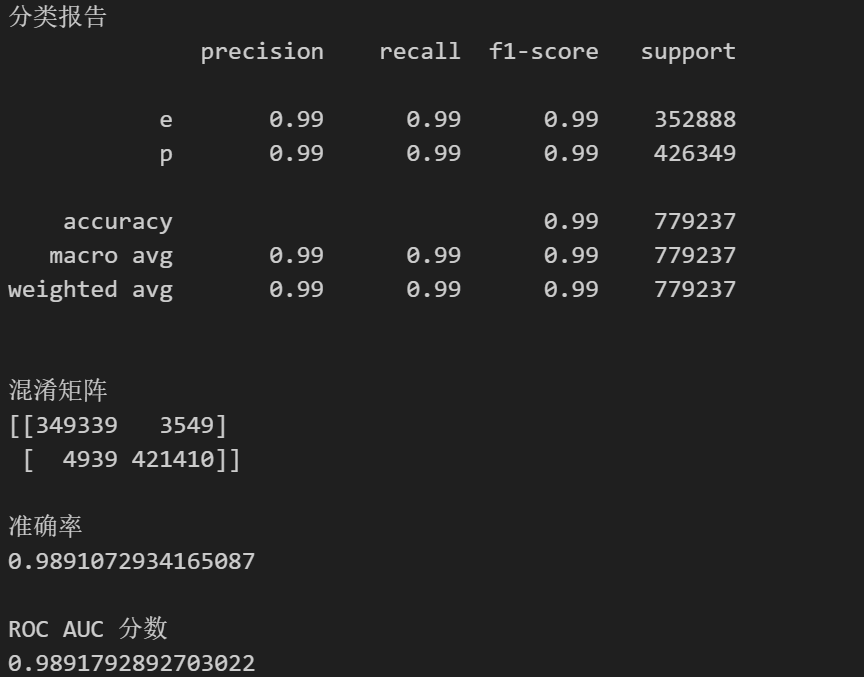 分类报告
precision recall f1-score support
e 0.99 0.99 0.99 352888
p 0.99 0.99 0.99 426349
accuracy 0.99 779237
macro avg 0.99 0.99 0.99 779237
weighted avg 0.99 0.99 0.99 779237
混淆矩阵
[[349339 3549]
[ 4939 421410]]
准确率
0.9891072934165087
ROC AUC 分数
0.9891792892703022